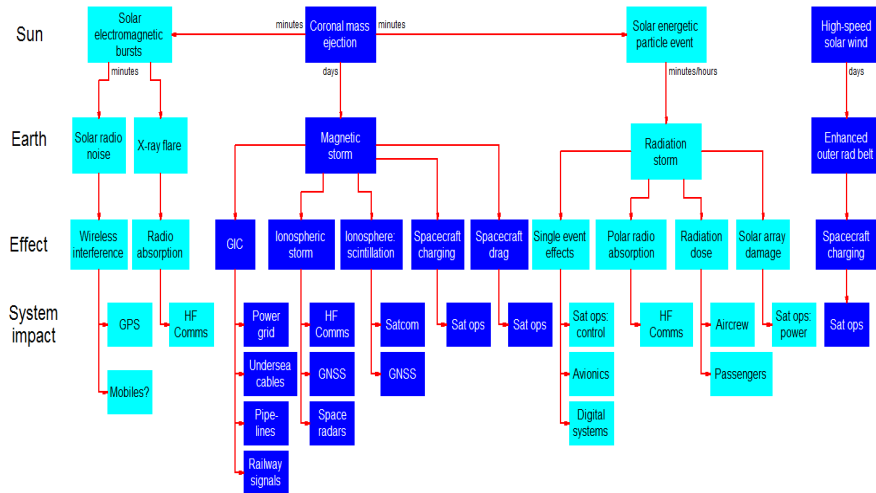 Sun
Solar
electromagnetic
bursts
minutes
Coronal mass
ejection
minutes
Solar energetic
particle event
High-speed
solar wind
minutes
days
minutes/hours
days
Earth
Solar radio
noise
X-ray flare
Magnetic
storm
Radiation
storm
Enhanced
outer rad belt
Effect
Wireless
interference
Radio
absorption
GIC
Ionospheric
storm
Ionosphere:
scintillation
Spacecraft
charging
Spacecraft
drag
Single event
effects
Polar radio
absorption
Radiation
dose
Solar array
damage
Spacecraft
charging
System
impact
GPS
HF
Comms
Power
grid
HF
Comms
Satcom
Sat ops
Sat ops
Sat ops:
control
HF
Comms
Aircrew
Sat ops:
power
Sat ops
Mobiles?
Undersea
cables
GNSS
GNSS
Avionics
Passengers
Pipe-
lines
Space
radars
Digital
systems
Railway
signals